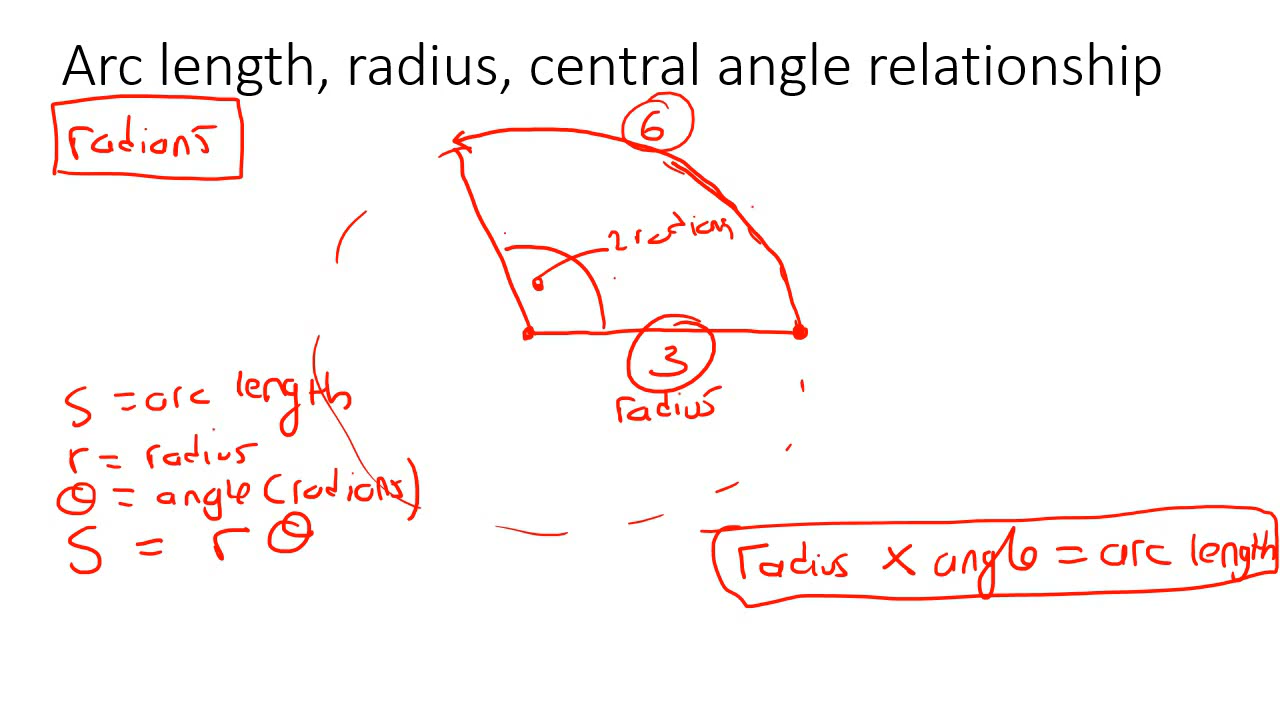 Arc length, radius, central angle relationship
radians
6
2 radians
3
radius
S = arc length
r = radius
θ = angle (radians)
S = r θ
radius × angle = arc length